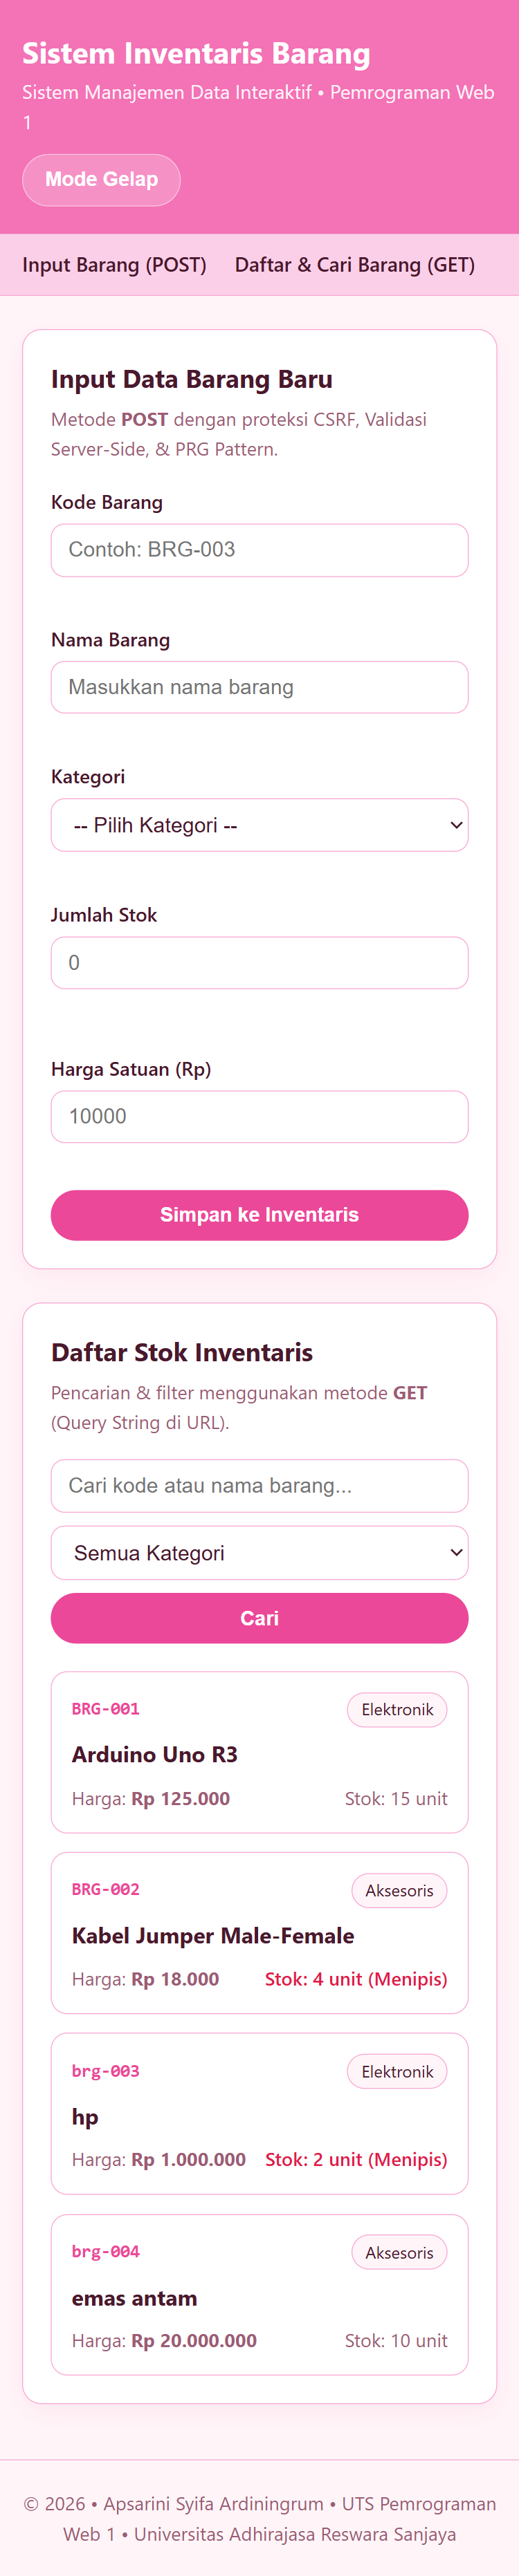 Sistem Inventaris Barang
Sistem Manajemen Data Interaktif • Pemrograman Web
1
Mode Gelap
Input Barang (POST) Daftar & Cari Barang (GET)
Input Data Barang Baru
Metode POST dengan proteksi CSRF, Validasi
Server-Side, & PRG Pattern.
Kode Barang
Contoh: BRG-003
Nama Barang
Masukkan nama barang
Kategori
-- Pilih Kategori --
Jumlah Stok
0
Harga Satuan (Rp)
10000
Simpan ke Inventaris
Daftar Stok Inventaris
Pencarian & filter menggunakan metode GET
(Query String di URL).
Cari kode atau nama barang...
Semua Kategori
Cari
BRG-001 Elektronik
Arduino Uno R3
Harga: Rp 125.000 Stok: 15 unit
BRG-002 Aksesoris
Kabel Jumper Male-Female
Harga: Rp 18.000 Stok: 4 unit (Menipis)
brg-003 Elektronik
hp
Harga: Rp 1.000.000 Stok: 2 unit (Menipis)
brg-004 Aksesoris
emas antam
Harga: Rp 20.000.000 Stok: 10 unit
© 2026 • Apsarini Syifa Ardiningrum • UTS Pemrograman
Web 1 • Universitas Adhirajasa Reswara Sanjaya